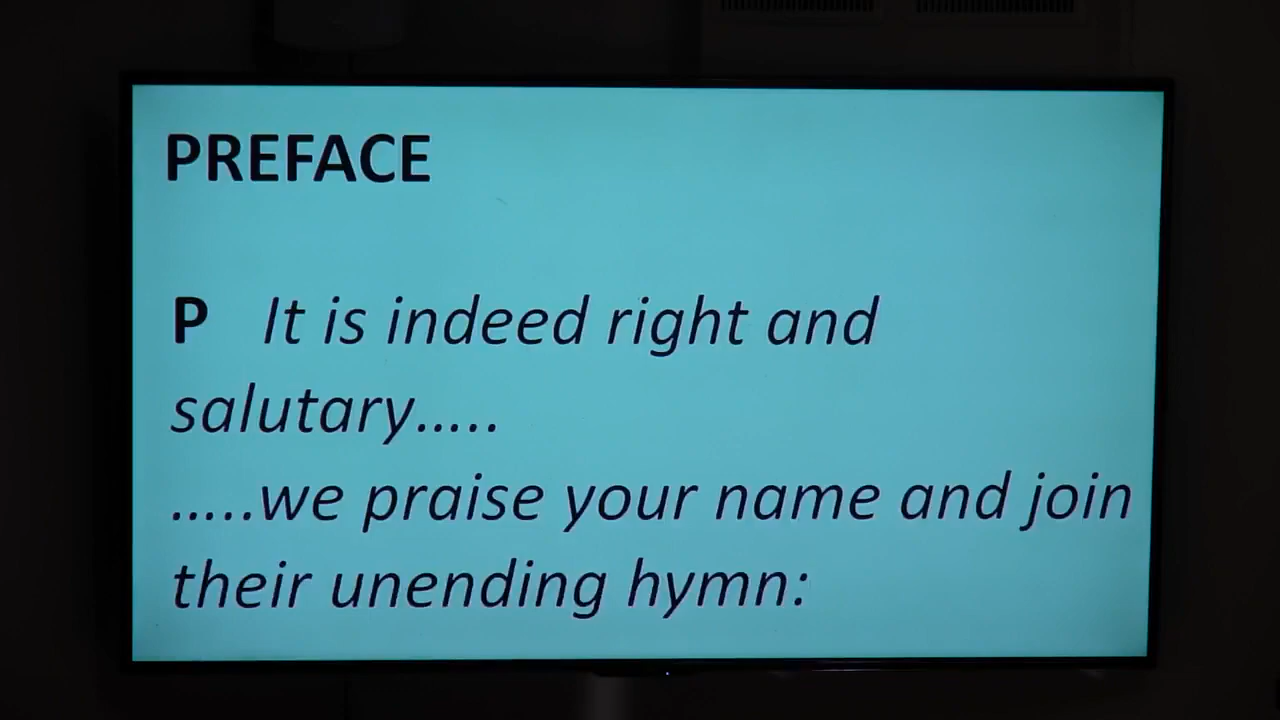 PREFACE
P It is indeed right and
salutary.....
.....we praise your name and join
their unending hymn: